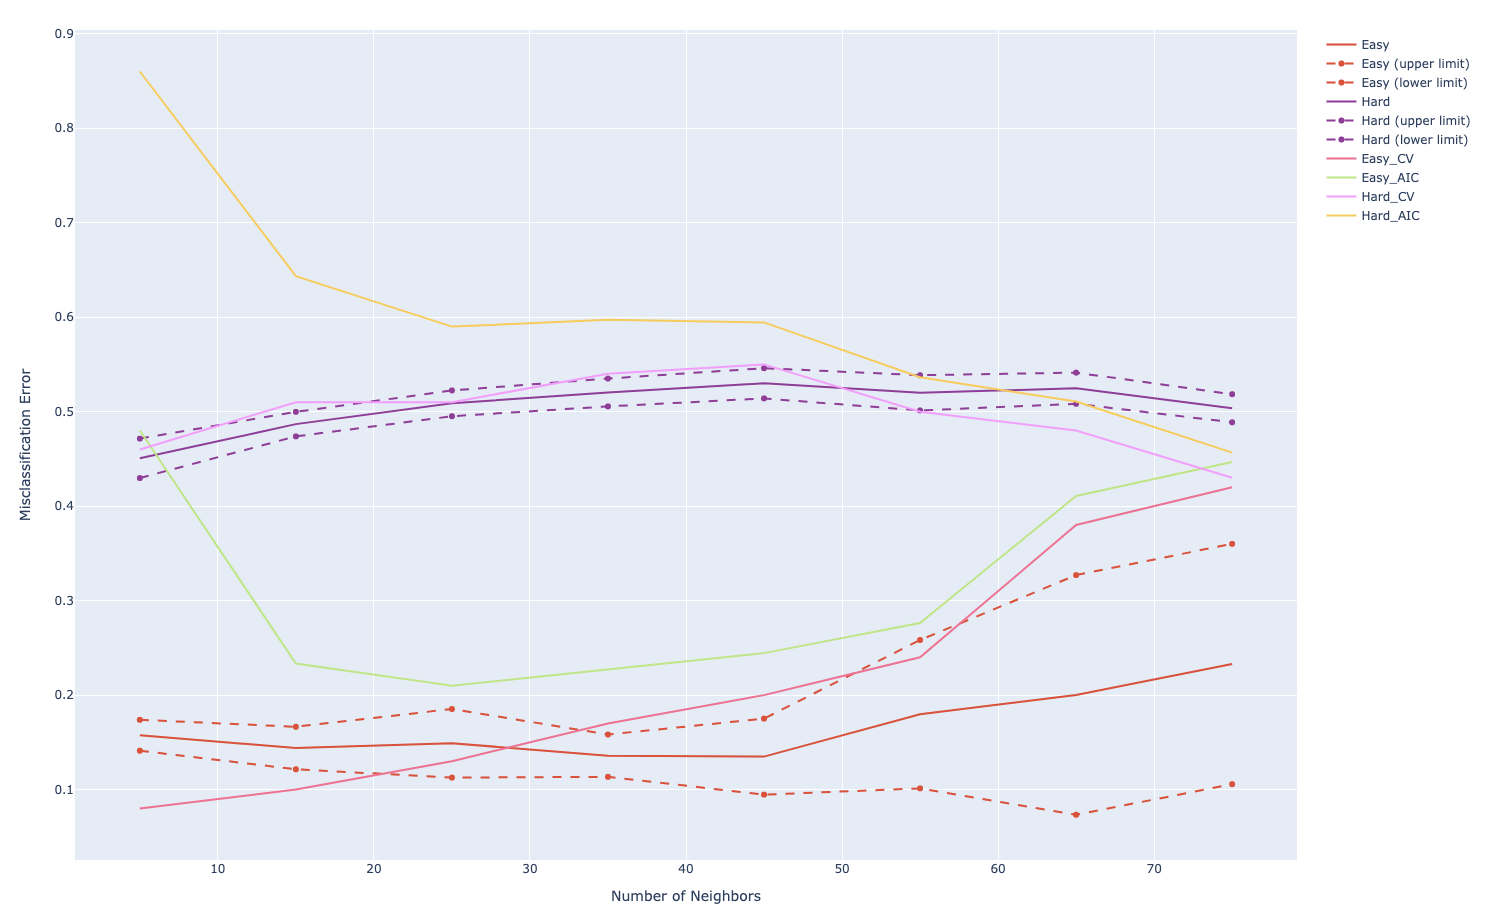 0.9
0.8
0.7
0.6
0.5
0.4
0.3
0.2
0.1
Misclassification Error
10 20 30 40 50 60 70
Number of Neighbors
Easy
Easy (upper limit)
Easy (lower limit)
Hard
Hard (upper limit)
Hard (lower limit)
Easy_CV
Easy_AIC
Hard_CV
Hard_AIC